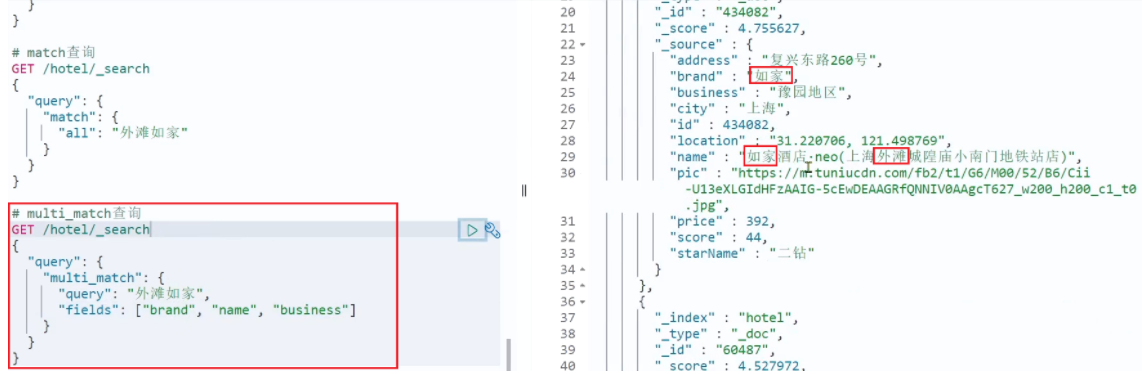 }
}
# match查询
GET /hotel/_search
{
"query": {
"match": {
"all": "外滩如家"
}
}
}
# multi_match查询
GET /hotel/_search
{
"query": {
"multi_match": {
"query": "外滩如家",
"fields": ["brand", "name", "business"]
}
}
}
20 "_id" : "434082",
21 "_score" : 4.755627,
22 "_source" : {
23 "address" : "复兴东路260号",
24 "brand" : "如家",
25 "business" : "豫园地区",
26 "city" : "上海",
27 "id" : 434082,
28 "location" : "31.220706, 121.498769",
29 "name" : "如家酒店·neo(上海外滩城隍庙小南门地铁站店)",
30 "pic" : "https://m.tuniucdn.com/fb2/t1/G6/M00/52/B6/Cii
-U13eXLGIdHFzAAIG-5cEwDEAAGRfQNNIV0AAgcT627_w200_h200_c1_t0
.jpg",
31 "price" : 392,
32 "score" : 44,
33 "starName" : "二钻"
34 }
35 },
36 {
37 "_index" : "hotel",
38 "_type" : "_doc",
39 "_id" : "60487",
40 "_score" : 4.527972,